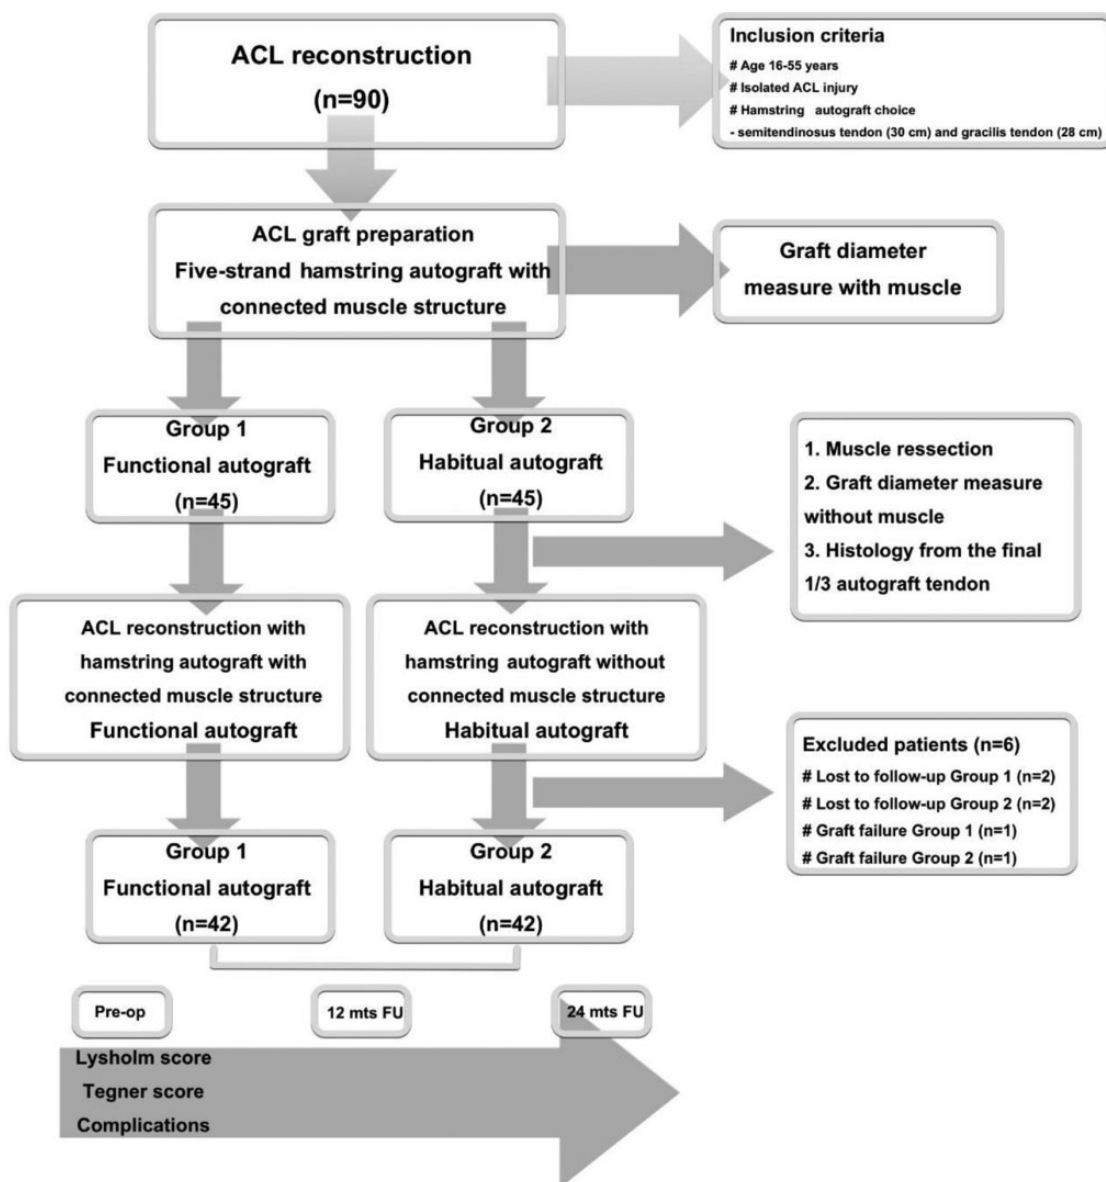 ACL reconstruction
(n=90)
Inclusion criteria
# Age 16-55 years
# Isolated ACL injury
# Hamstring autograft choice
- semitendinosus tendon (30 cm) and gracilis tendon (28 cm)
ACL graft preparation
Five-strand hamstring autograft with
connected muscle structure
Graft diameter
measure with muscle
Group 1
Functional autograft
(n=45)
Group 2
Habitual autograft
(n=45)
1. Muscle ressection
2. Graft diameter measure
without muscle
3. Histology from the final
1/3 autograft tendon
ACL reconstruction with
hamstring autograft with
connected muscle structure
Functional autograft
ACL reconstruction with
hamstring autograft without
connected muscle structure
Habitual autograft
Excluded patients (n=6)
# Lost to follow-up Group 1 (n=2)
# Lost to follow-up Group 2 (n=2)
# Graft failure Group 1 (n=1)
# Graft failure Group 2 (n=1)
Group 1
Functional autograft
(n=42)
Group 2
Habitual autograft
(n=42)
Pre-op
12 mts FU
24 mts FU
Lysholm score
Tegner score
Complications